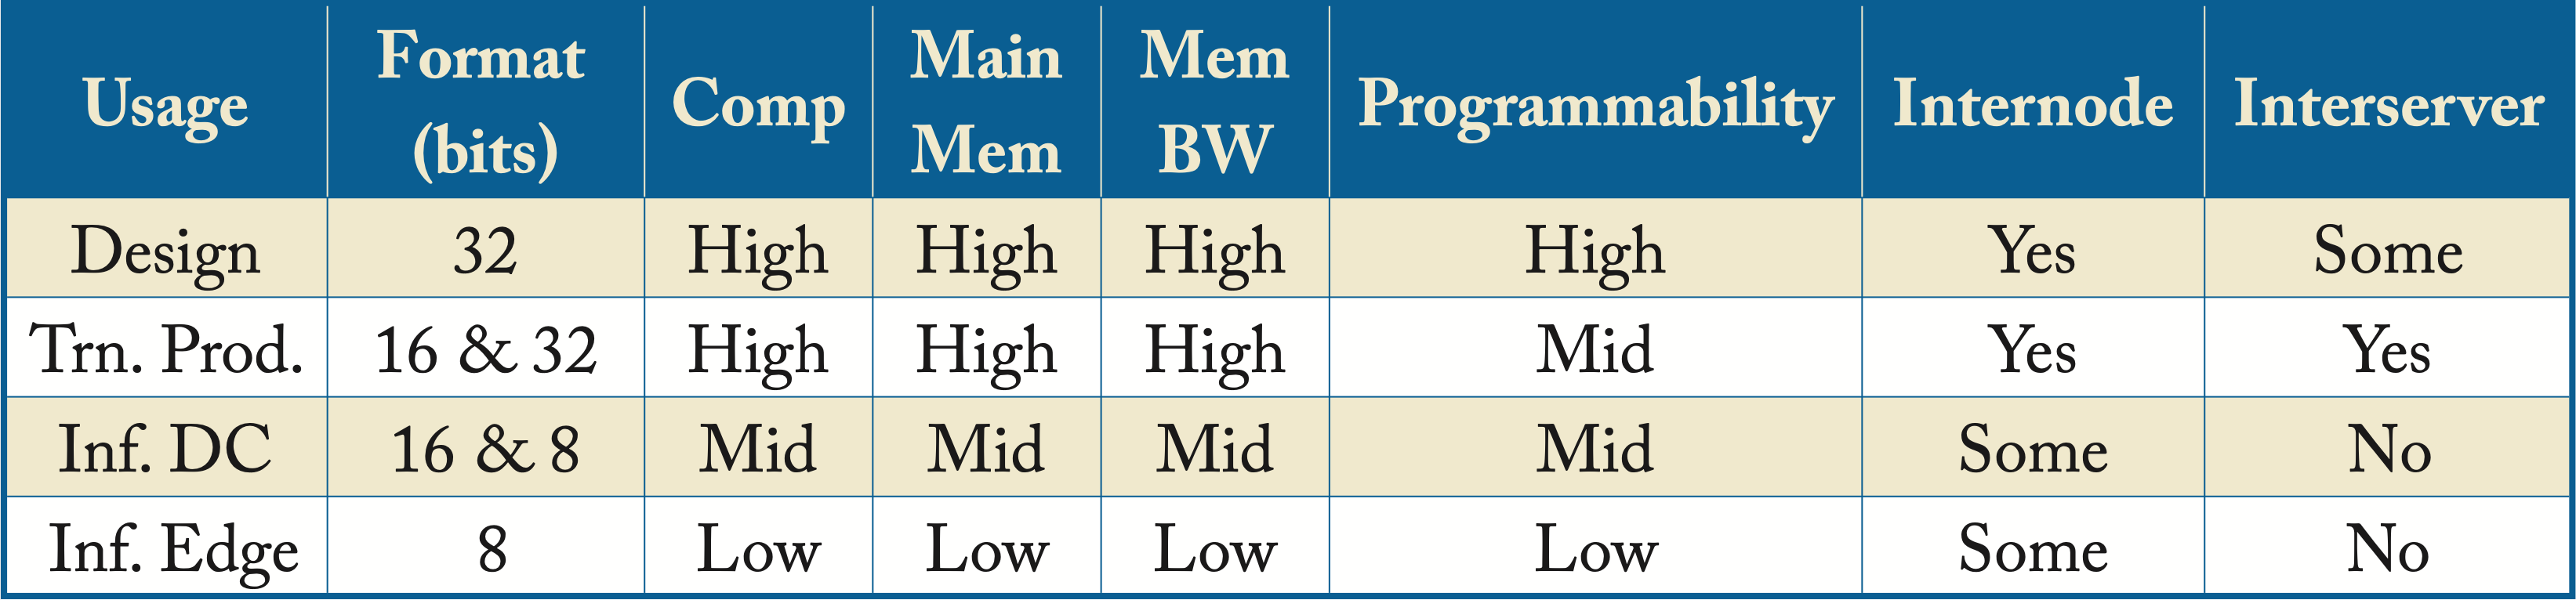 Usage Format (bits) Comp Main Mem Mem BW Programmability Internode Interserver
Design 32 High High High High Yes Some
Trn. Prod. 16 & 32 High High High Mid Yes Yes
Inf. DC 16 & 8 Mid Mid Mid Mid Some No
Inf. Edge 8 Low Low Low Low Some No